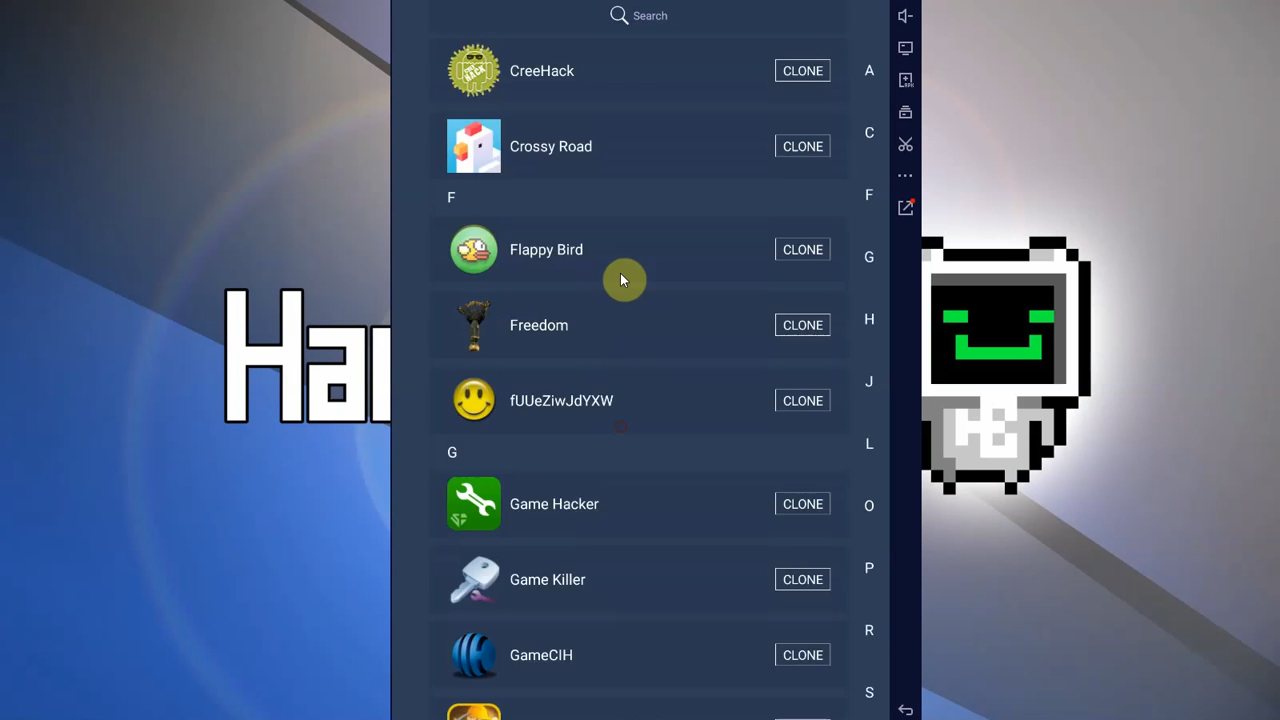 Search
CreeHack CLONE A
Crossy Road CLONE C
F F
Flappy Bird CLONE
G
Freedom CLONE H
J
fUUeZiwJdYXW CLONE
G L
Game Hacker CLONE O
P
Game Killer CLONE
R
GameCIH CLONE
S
Ha